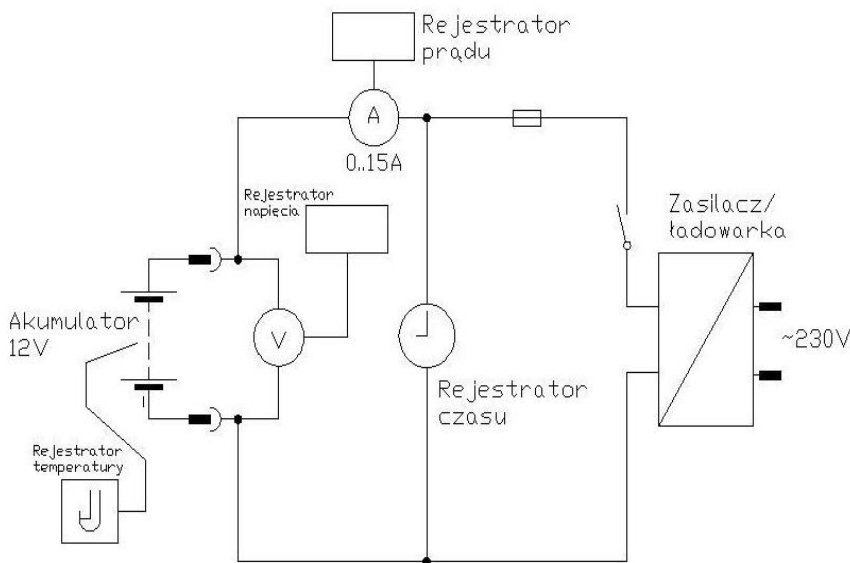 Rejestrator
prądu
A
0..15A
Rejestrator
napięcia
Zasilacz/
ładowarka
Akumulator
12V
V
~230V
Rejestrator
czasu
Rejestrator
temperatury